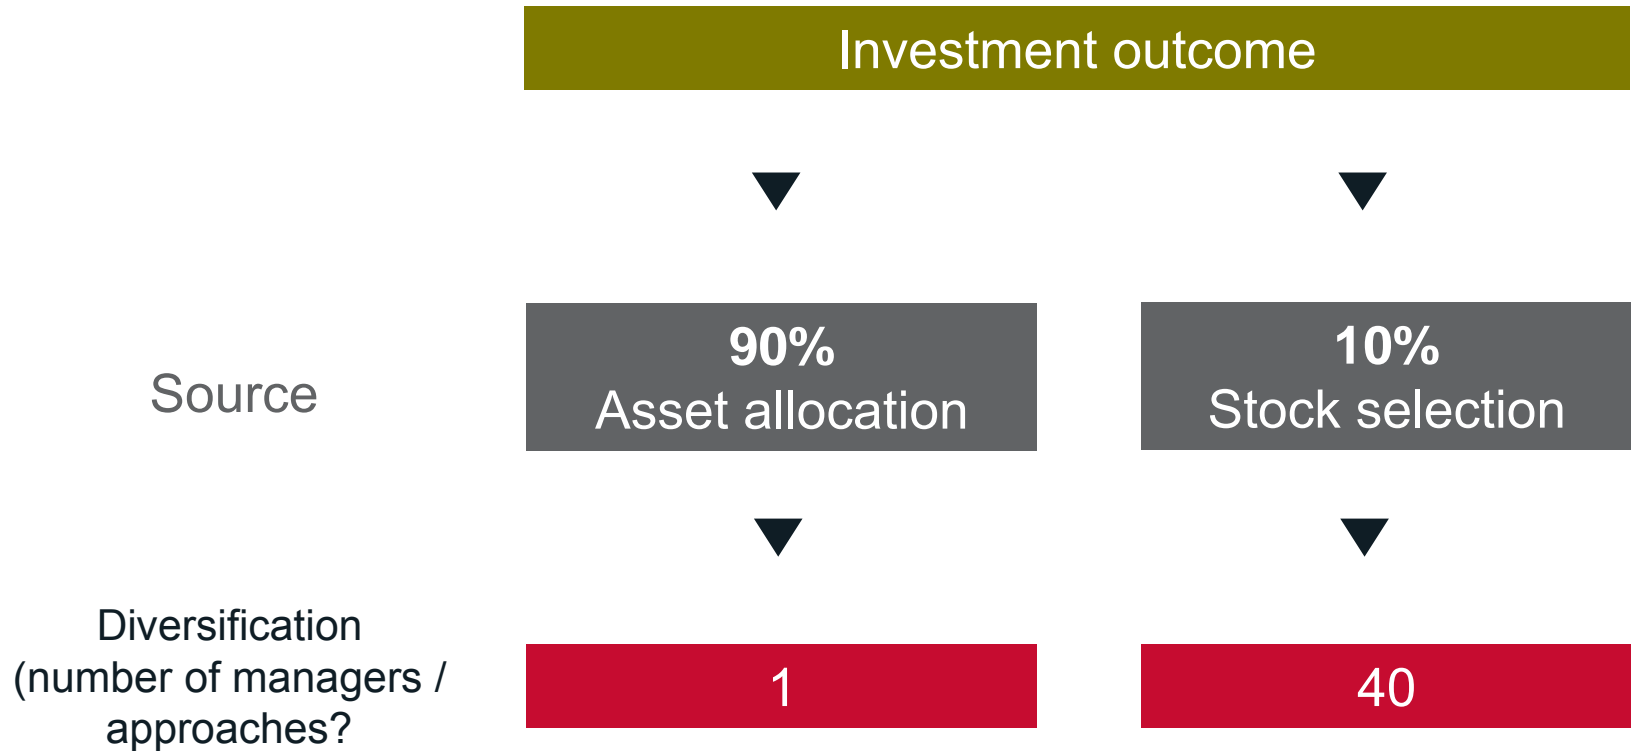 Investment outcome
Source
90%
Asset allocation
10%
Stock selection
Diversification
(number of managers /
approaches?
1
40